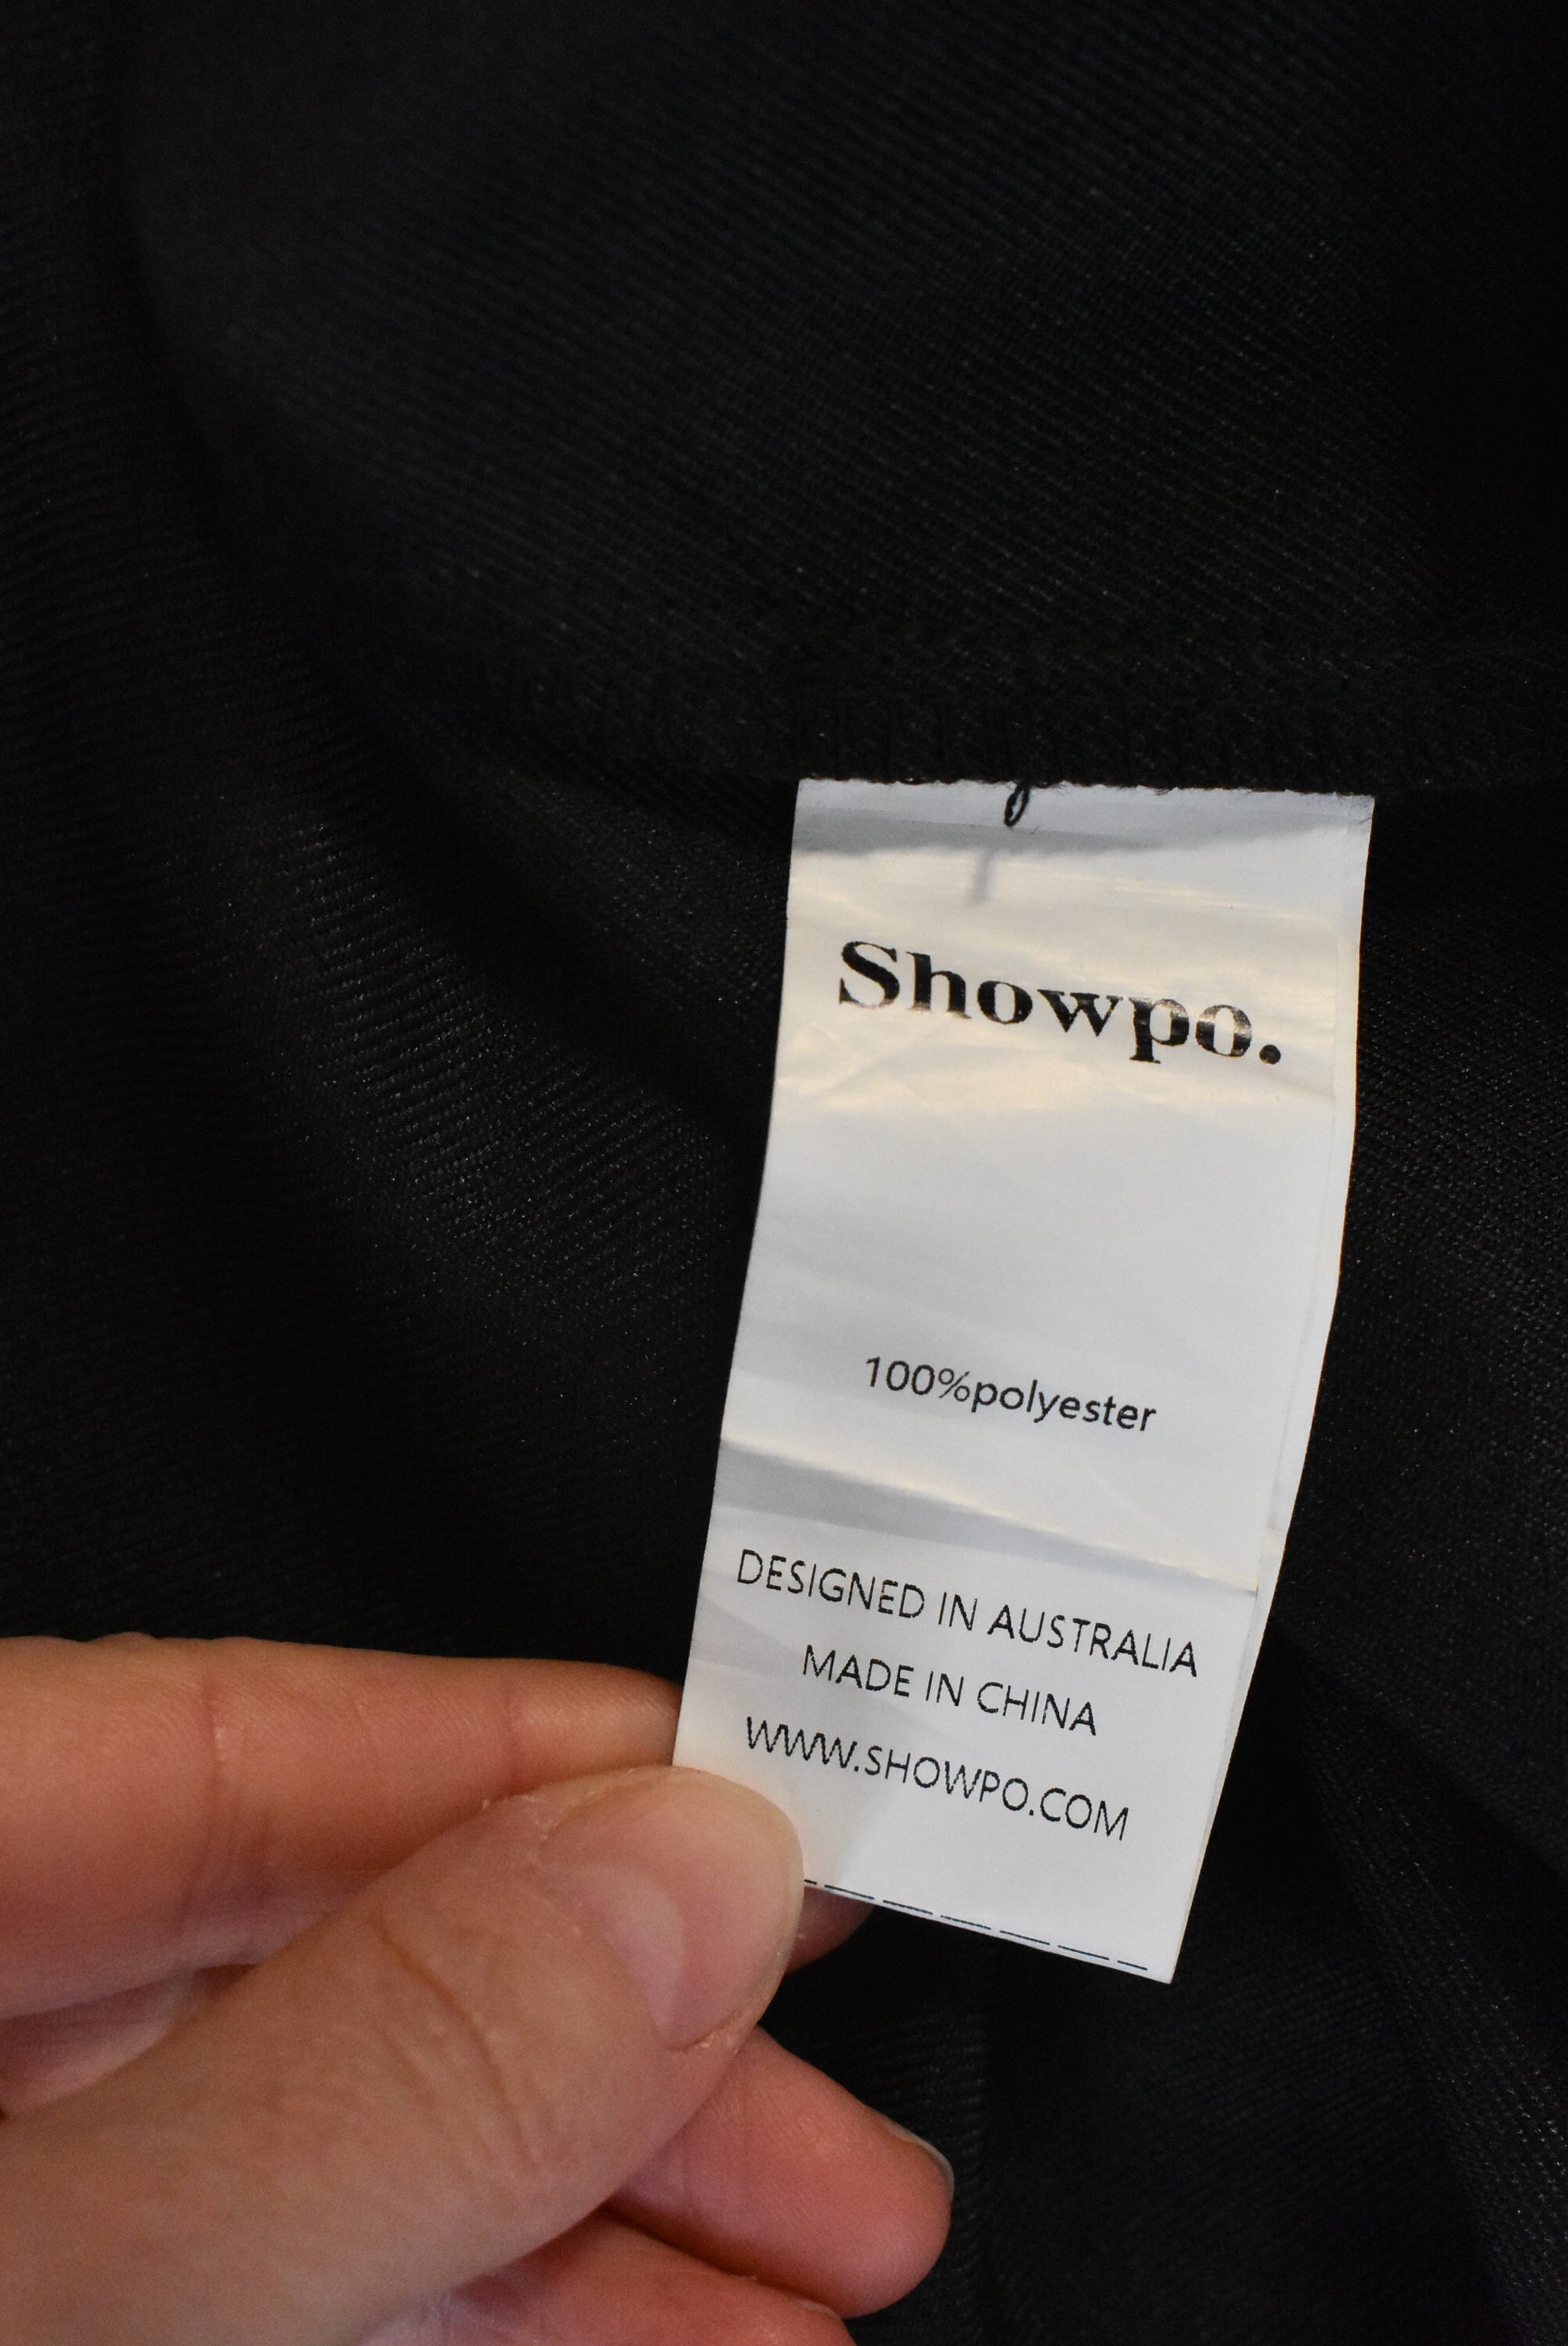 Showpo.
100%polyester
DESIGNED IN AUSTRALIA
MADE IN CHINA
WWW.SHOWPO.COM